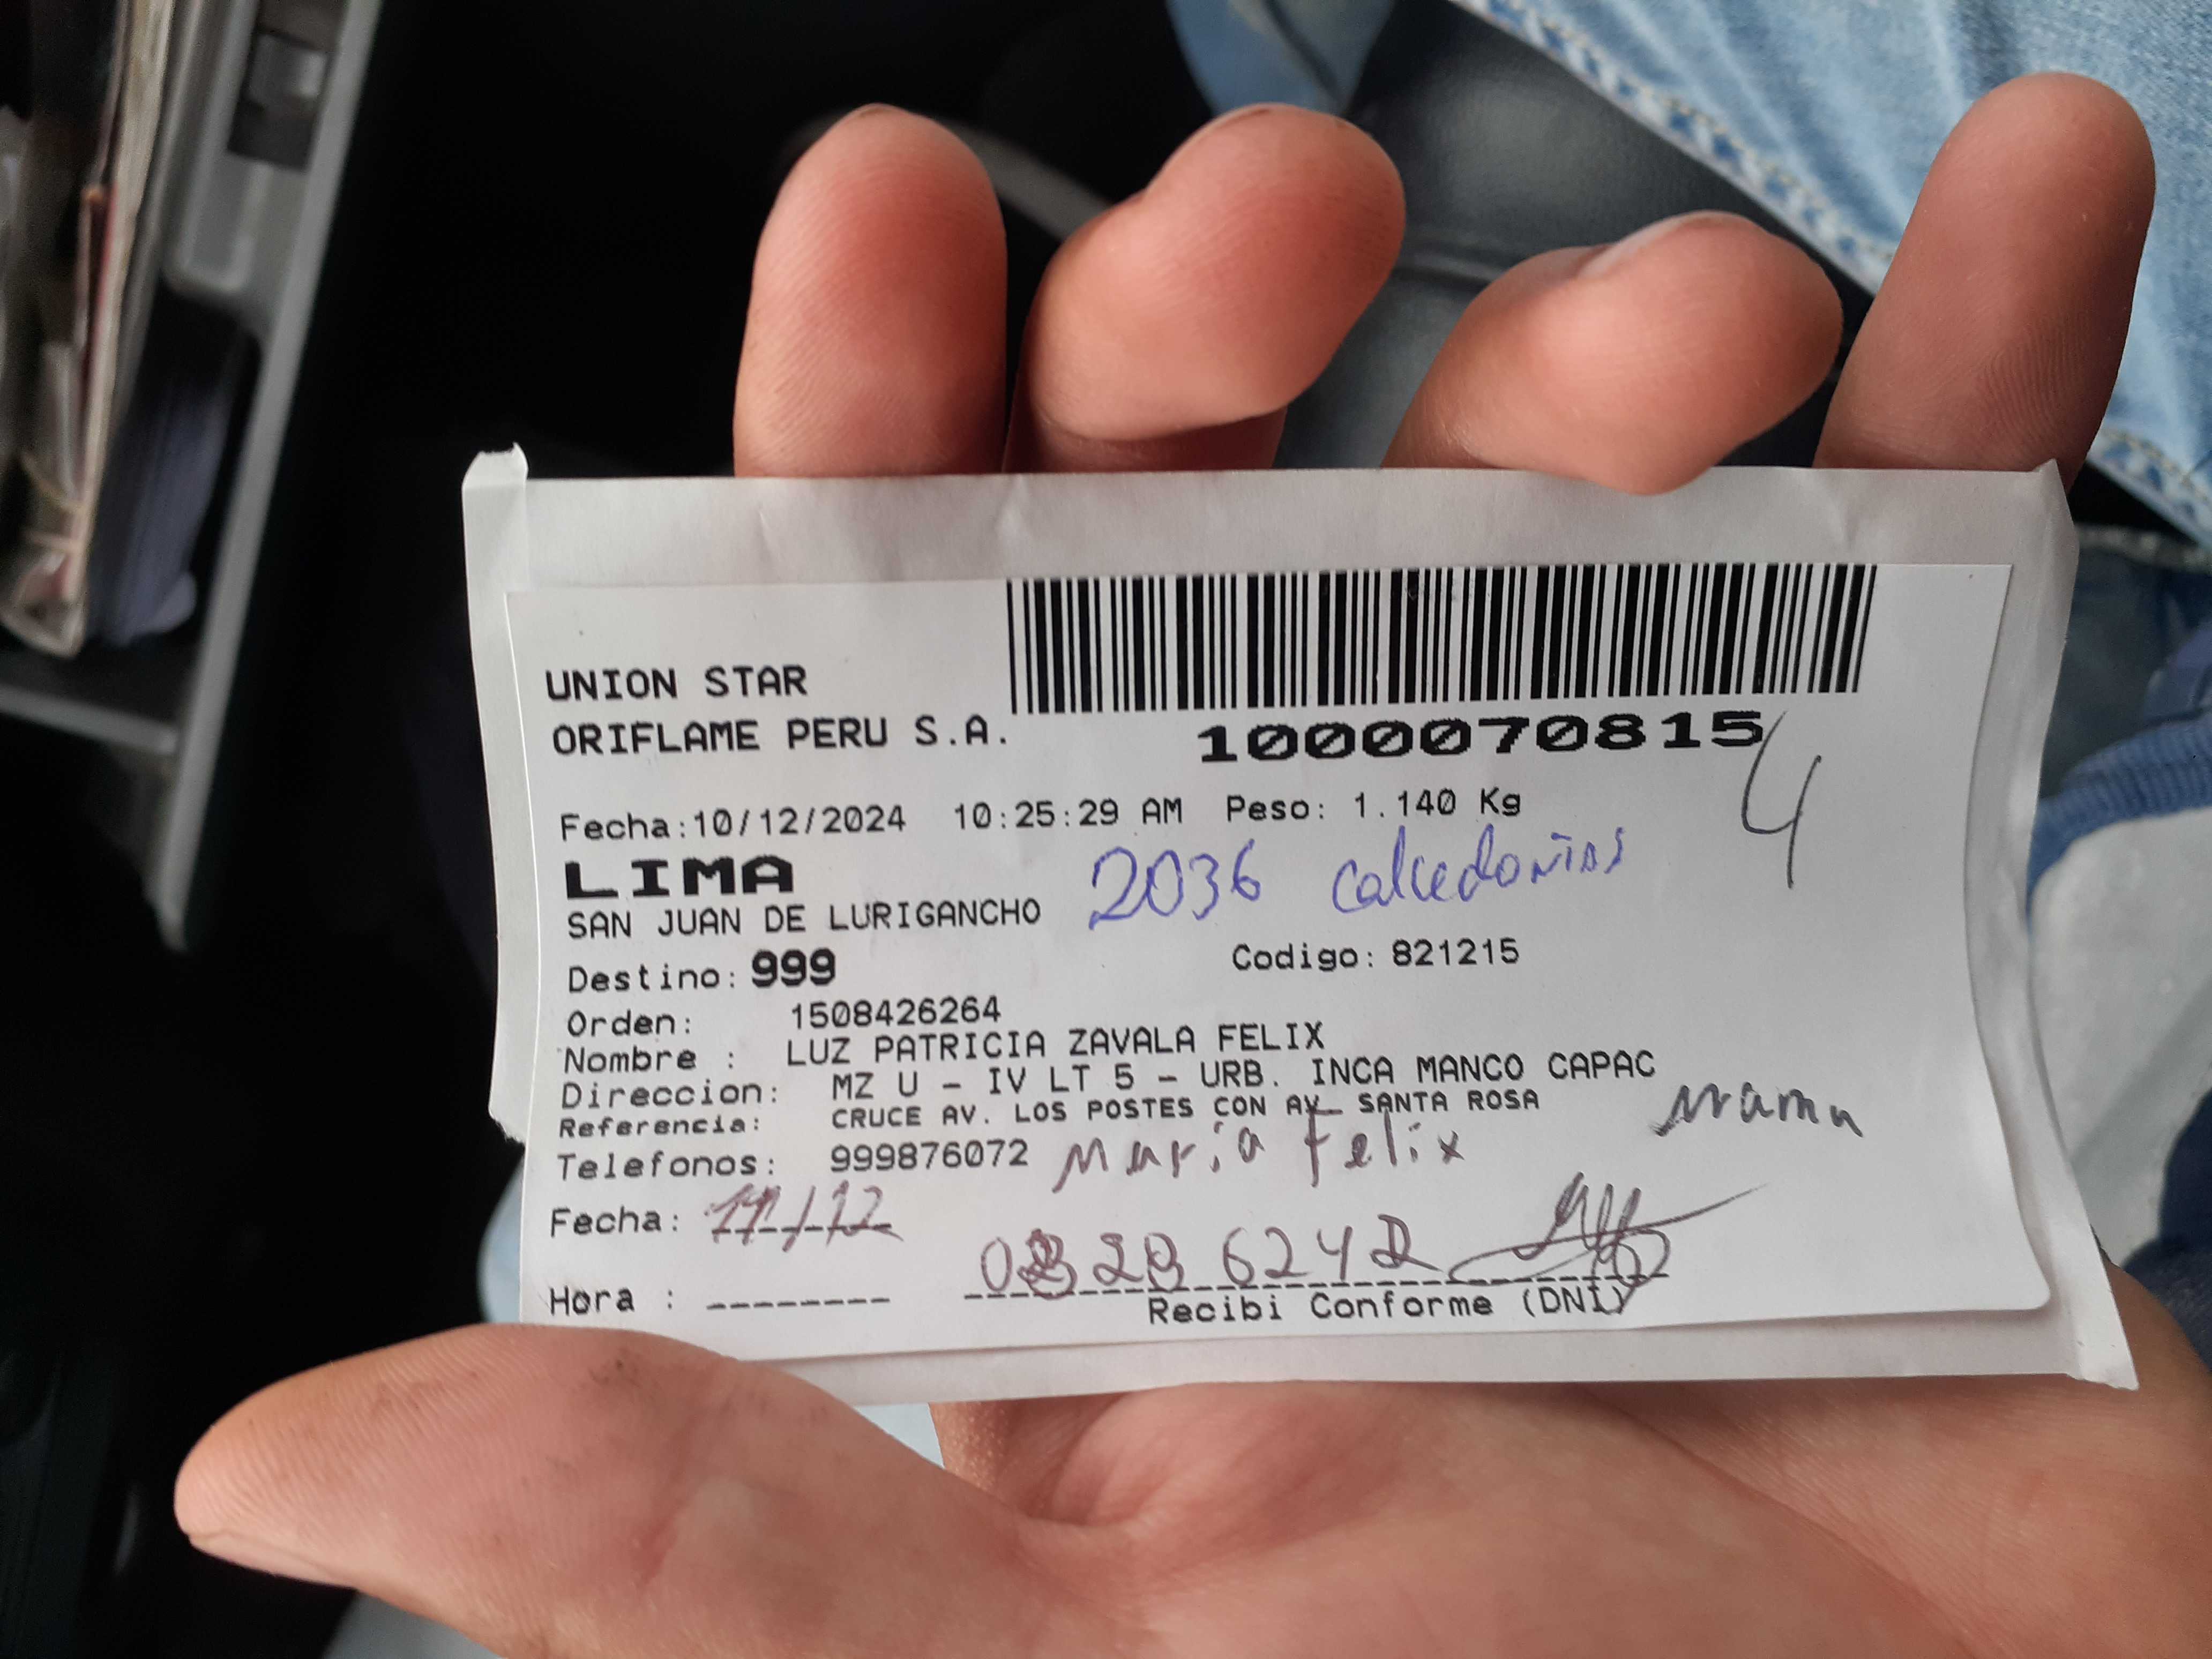 UNION STAR
ORIFLAME PERU S.A.
1000070815
4
Fecha:10/12/2024 10:25:29 AM Peso: 1.140 Kg
LIMA
2036 calcedonias
SAN JUAN DE LURIGANCHO
Destino: 999 Codigo: 821215
Orden: 1508426264
Nombre : LUZ PATRICIA ZAVALA FELIX
Direccion: MZ U - IV LT 5 - URB. INCA MANCO CAPAC
Referencia: CRUCE AV. LOS POSTES CON AV. SANTA ROSA
mamá
Telefonos: 999876072 Maria Felix
Fecha: 11/12
Hora :
Recibi Conforme (DNI)